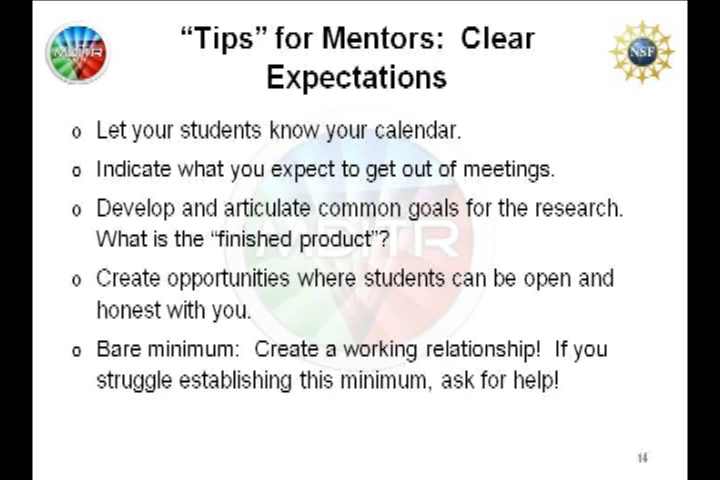 MDITR
"Tips" for Mentors: Clear
Expectations
NSF
o Let your students know your calendar.
o Indicate what you expect to get out of meetings.
o Develop and articulate common goals for the research.
What is the "finished product"?
o Create opportunities where students can be open and
honest with you.
o Bare minimum: Create a working relationship! If you
struggle establishing this minimum, ask for help!
MDITR
14